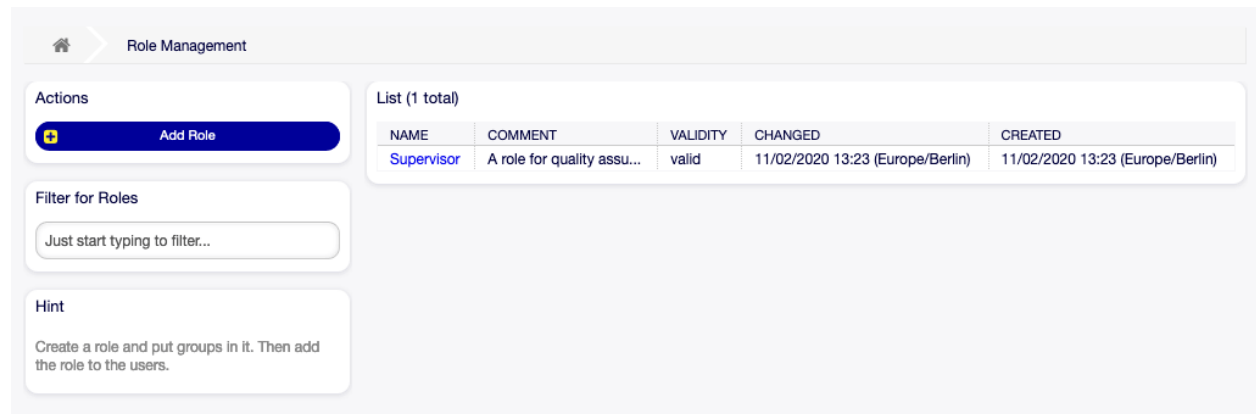 Role Management
Actions
Add Role
Filter for Roles
Just start typing to filter...
Hint
Create a role and put groups in it. Then add
the role to the users.
List (1 total)
NAME COMMENT VALIDITY CHANGED CREATED
Supervisor A role for quality assu... valid 11/02/2020 13:23 (Europe/Berlin) 11/02/2020 13:23 (Europe/Berlin)